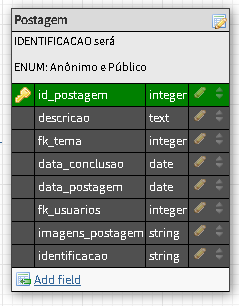 Postagem
IDENTIFICACAO será
ENUM: Anônimo e Público
id_postagem integer
descricao text
fk_tema integer
data_conclusao date
data_postagem date
fk_usuarios integer
imagens_postagem string
identificacao string
Add field